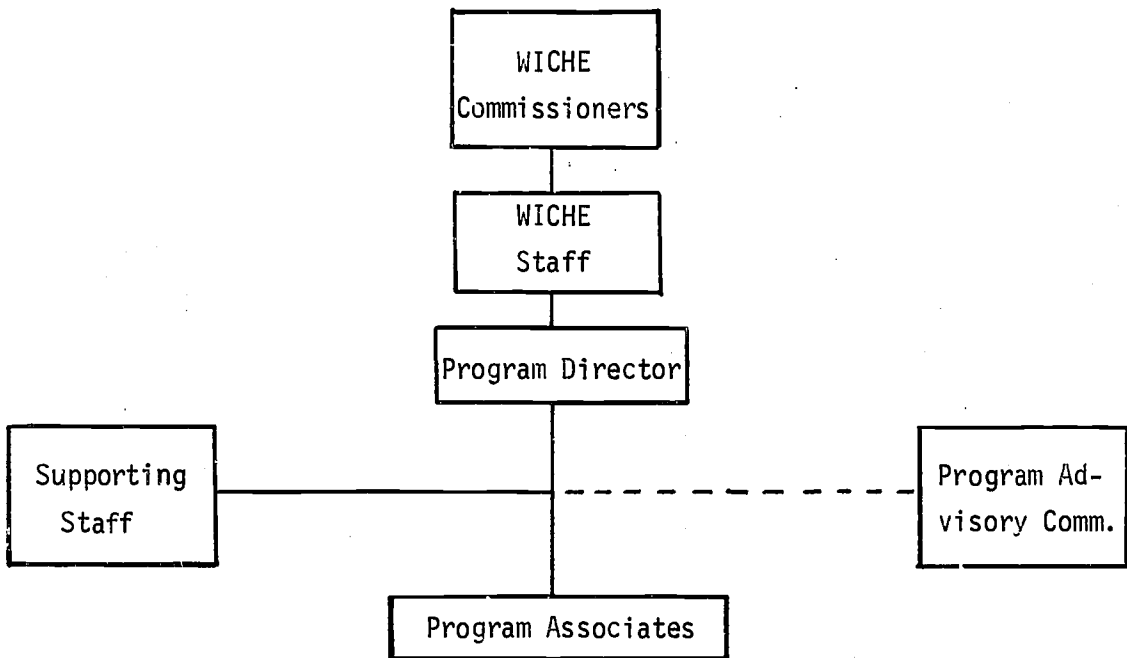 WICHE
Commissioners
WICHE
Staff
Program Director
Supporting
Staff
Program Ad-
visory Comm.
Program Associates